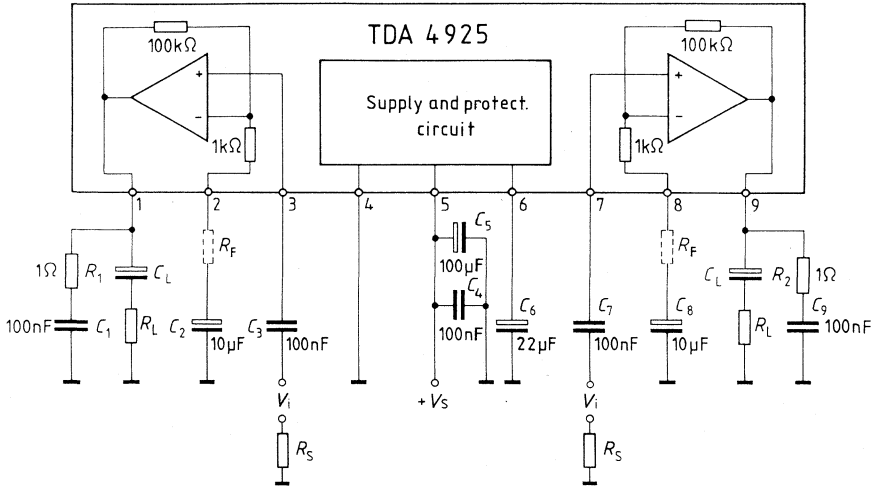 TDA 4925
100kΩ
100kΩ
+
−
+
−
Supply and protect.
circuit
1kΩ
1kΩ
1
2
3
4
5
6
7
8
9
1Ω
R1
CL
RF
C5
100µF
C4
100nF
RF
CL
R2
1Ω
100nF
C1
RL
C2
10µF
C3
100nF
C6
22µF
C7
100nF
C8
10µF
RL
C9
100nF
Vi
+VS
Vi
RS
RS